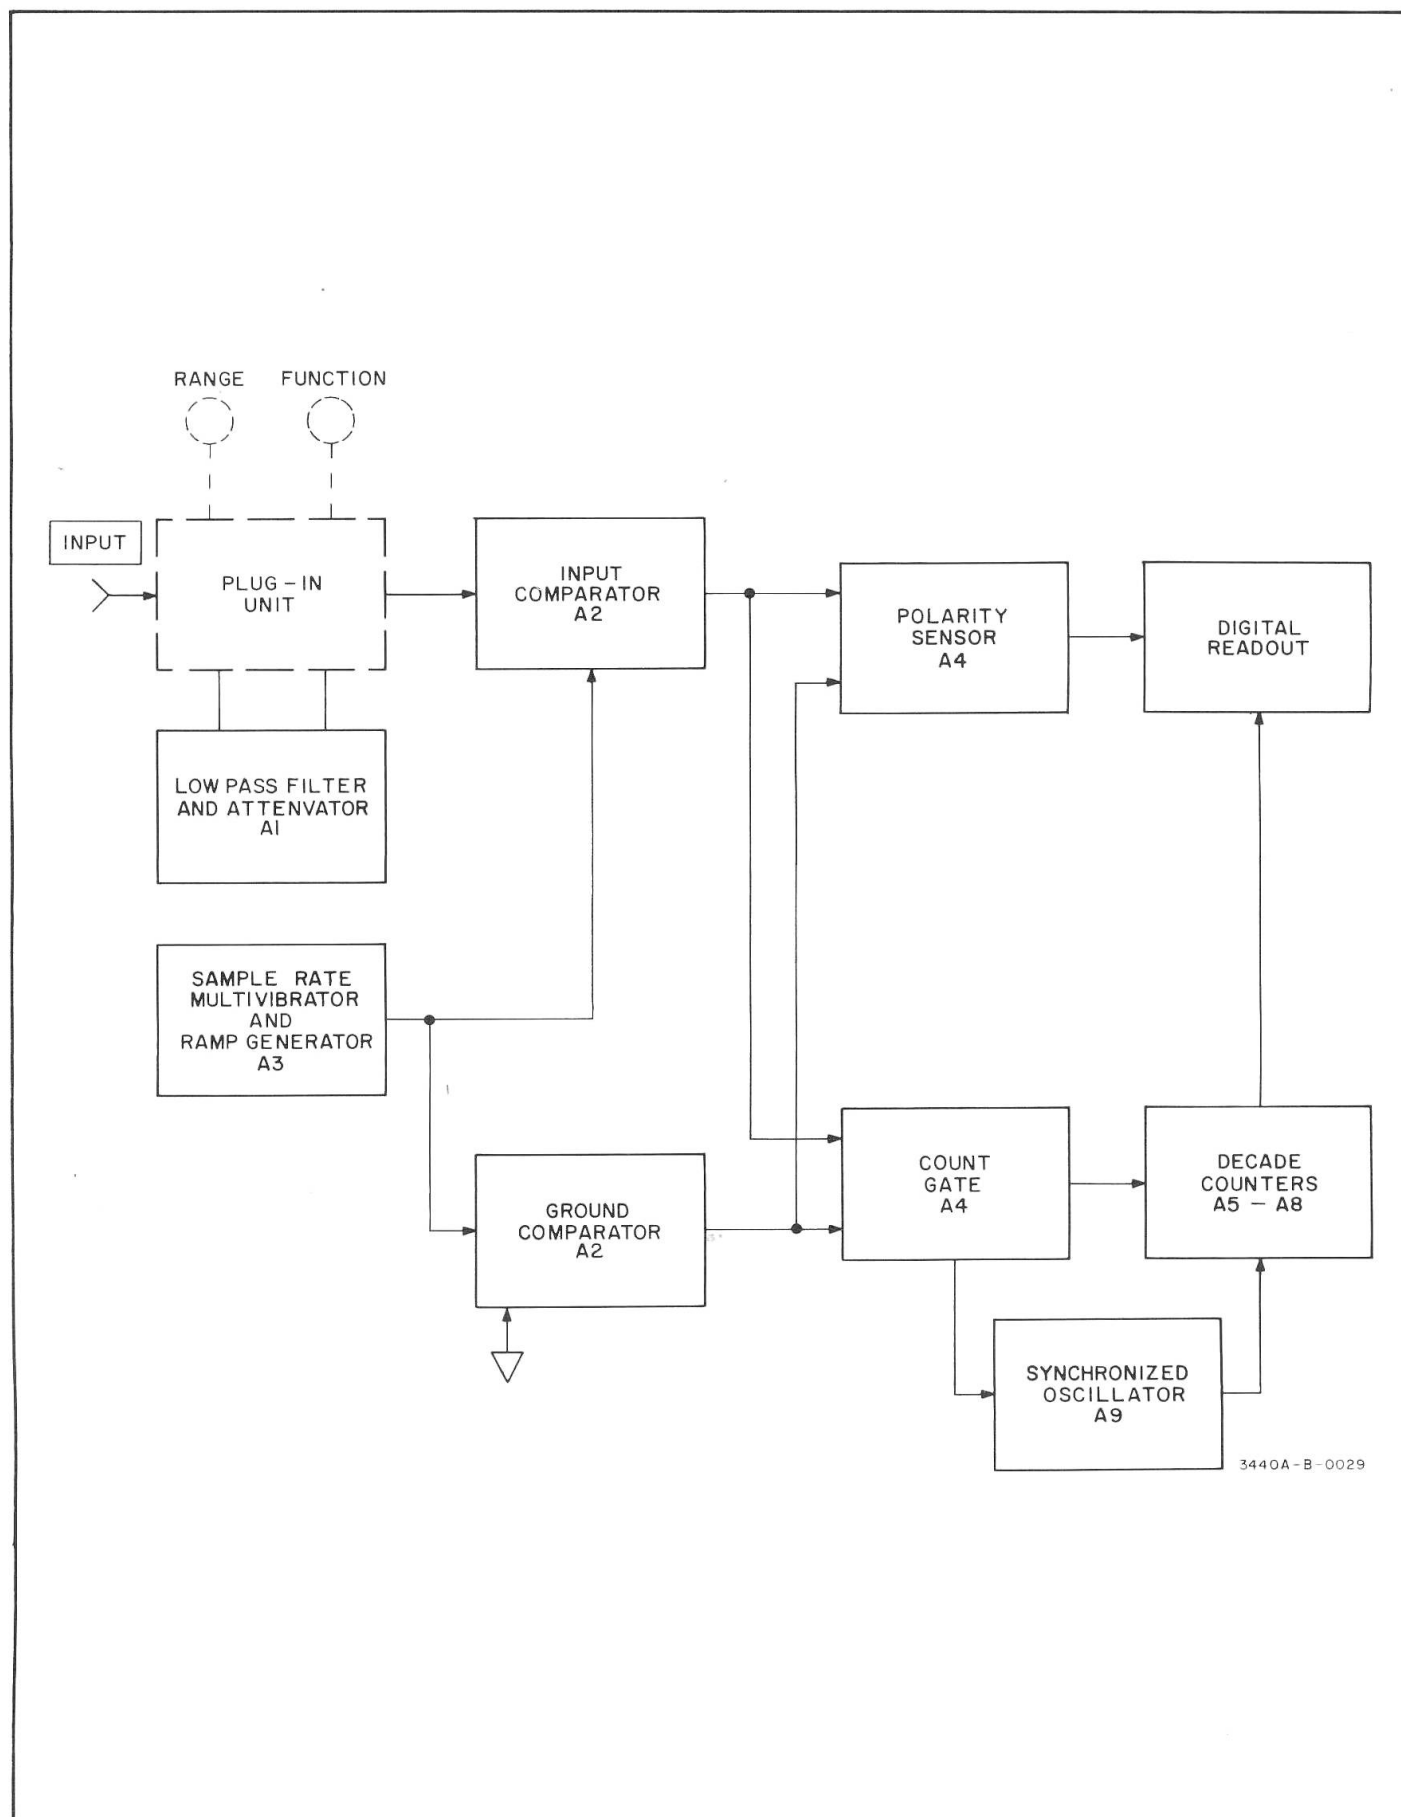 RANGE
FUNCTION
INPUT
PLUG-IN
UNIT
INPUT
COMPARATOR
A2
POLARITY
SENSOR
A4
DIGITAL
READOUT
LOW PASS FILTER
AND ATTENVATOR
A1
SAMPLE RATE
MULTIVIBRATOR
AND
RAMP GENERATOR
A3
GROUND
COMPARATOR
A2
COUNT
GATE
A4
DECADE
COUNTERS
A5 - A8
SYNCHRONIZED
OSCILLATOR
A9
3440A-B-0029